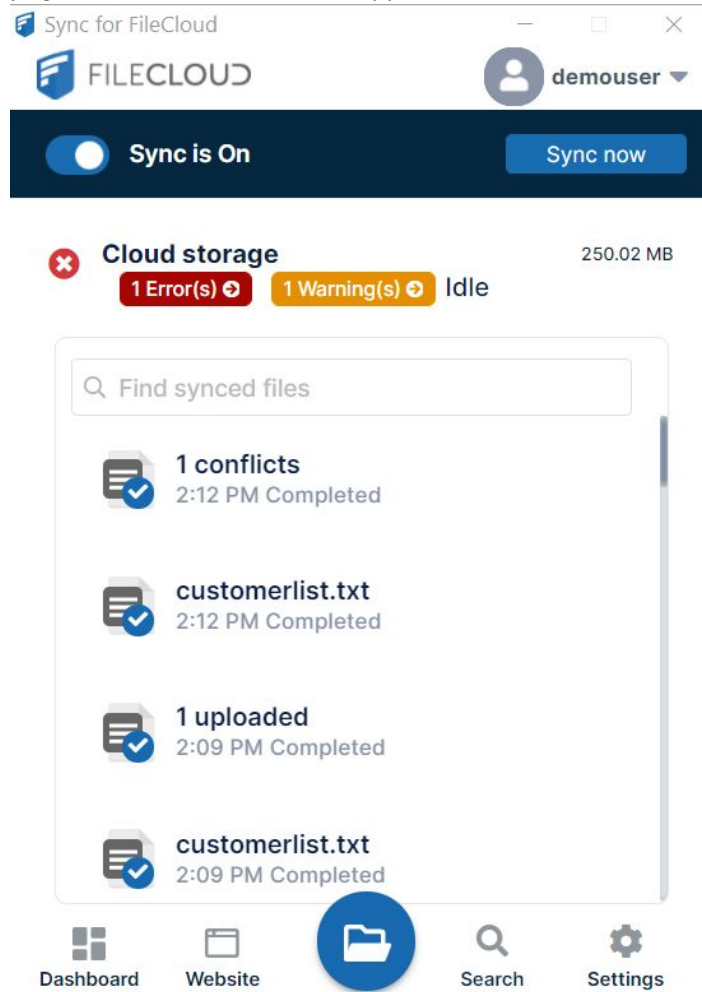 Sync for FileCloud
FILECLOUD
demouser
Sync is On
Sync now
Cloud storage
250.02 MB
1 Error(s)
1 Warning(s)
Idle
Find synced files
1 conflicts
2:12 PM Completed
customerlist.txt
2:12 PM Completed
1 uploaded
2:09 PM Completed
customerlist.txt
2:09 PM Completed
Dashboard
Website
Search
Settings